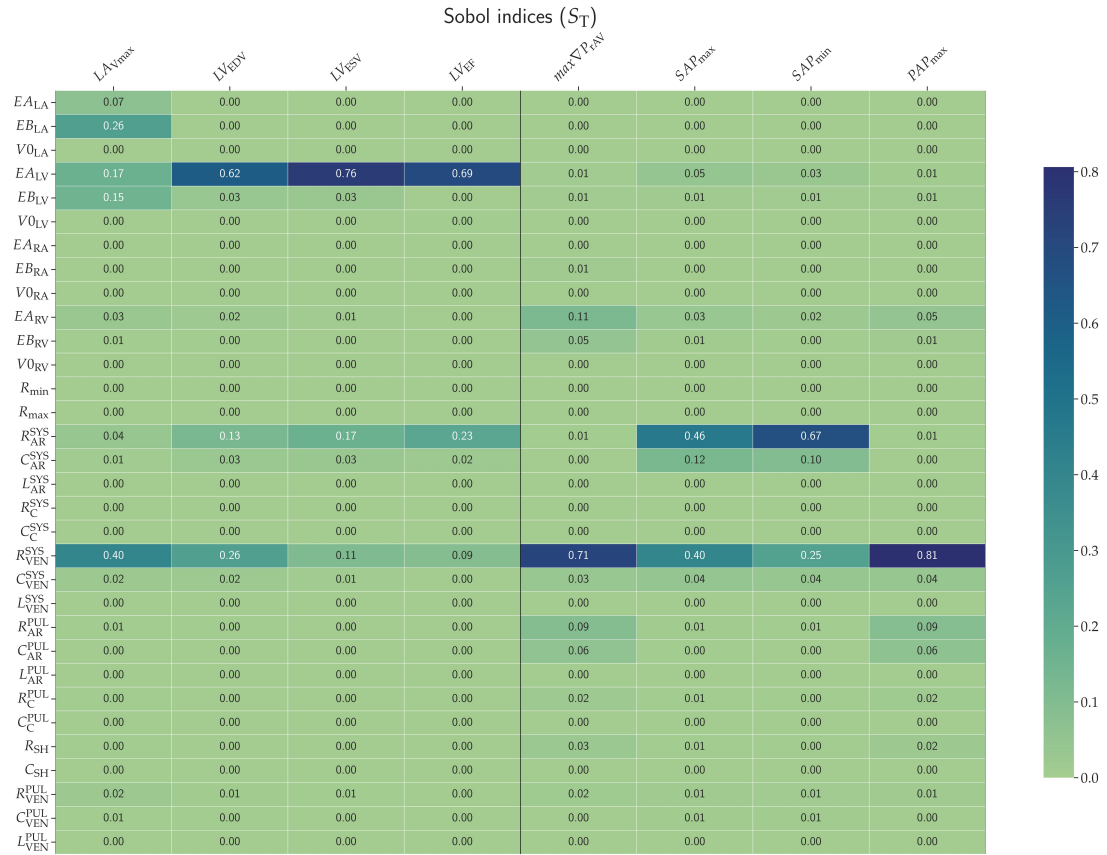 Sobol indices (S_T)
LA_Vmax LV_EDV LV_ESV LV_EF max∇P_rAV SAP_max SAP_min PAP_max
EA_LA 0.07 0.00 0.00 0.00 0.00 0.00 0.00 0.00
EB_LA 0.26 0.00 0.00 0.00 0.00 0.00 0.00 0.00
V0_LA 0.00 0.00 0.00 0.00 0.00 0.00 0.00 0.00
EA_LV 0.17 0.62 0.76 0.69 0.01 0.05 0.03 0.01
EB_LV 0.15 0.03 0.03 0.00 0.01 0.01 0.01 0.01
V0_LV 0.00 0.00 0.00 0.00 0.00 0.00 0.00 0.00
EA_RA 0.00 0.00 0.00 0.00 0.00 0.00 0.00 0.00
EB_RA 0.00 0.00 0.00 0.00 0.01 0.00 0.00 0.00
V0_RA 0.00 0.00 0.00 0.00 0.00 0.00 0.00 0.00
EA_RV 0.03 0.02 0.01 0.00 0.11 0.03 0.02 0.05
EB_RV 0.01 0.00 0.00 0.00 0.05 0.01 0.00 0.01
V0_RV 0.00 0.00 0.00 0.00 0.00 0.00 0.00 0.00
R_min 0.00 0.00 0.00 0.00 0.00 0.00 0.00 0.00
R_max 0.00 0.00 0.00 0.00 0.00 0.00 0.00 0.00
R_AR^SYS 0.04 0.13 0.17 0.23 0.01 0.46 0.67 0.01
C_AR^SYS 0.01 0.03 0.03 0.02 0.00 0.12 0.10 0.00
L_AR^SYS 0.00 0.00 0.00 0.00 0.00 0.00 0.00 0.00
R_C^SYS 0.00 0.00 0.00 0.00 0.00 0.00 0.00 0.00
C_C^SYS 0.00 0.00 0.00 0.00 0.00 0.00 0.00 0.00
R_VEN^SYS 0.40 0.26 0.11 0.09 0.71 0.40 0.25 0.81
C_VEN^SYS 0.02 0.02 0.01 0.00 0.03 0.04 0.04 0.04
L_VEN^SYS 0.00 0.00 0.00 0.00 0.00 0.00 0.00 0.00
R_AR^PUL 0.01 0.00 0.00 0.00 0.09 0.01 0.01 0.09
C_AR^PUL 0.00 0.00 0.00 0.00 0.06 0.00 0.00 0.06
L_AR^PUL 0.00 0.00 0.00 0.00 0.00 0.00 0.00 0.00
R_C^PUL 0.00 0.00 0.00 0.00 0.02 0.01 0.00 0.02
C_C^PUL 0.00 0.00 0.00 0.00 0.00 0.00 0.00 0.00
R_SH 0.00 0.00 0.00 0.00 0.03 0.01 0.00 0.02
C_SH 0.00 0.00 0.00 0.00 0.00 0.00 0.00 0.00
R_VEN^PUL 0.02 0.01 0.01 0.00 0.02 0.01 0.01 0.01
C_VEN^PUL 0.01 0.00 0.00 0.00 0.00 0.01 0.01 0.00
L_VEN^PUL 0.00 0.00 0.00 0.00 0.00 0.00 0.00 0.00
0.8
0.7
0.6
0.5
0.4
0.3
0.2
0.1
0.0